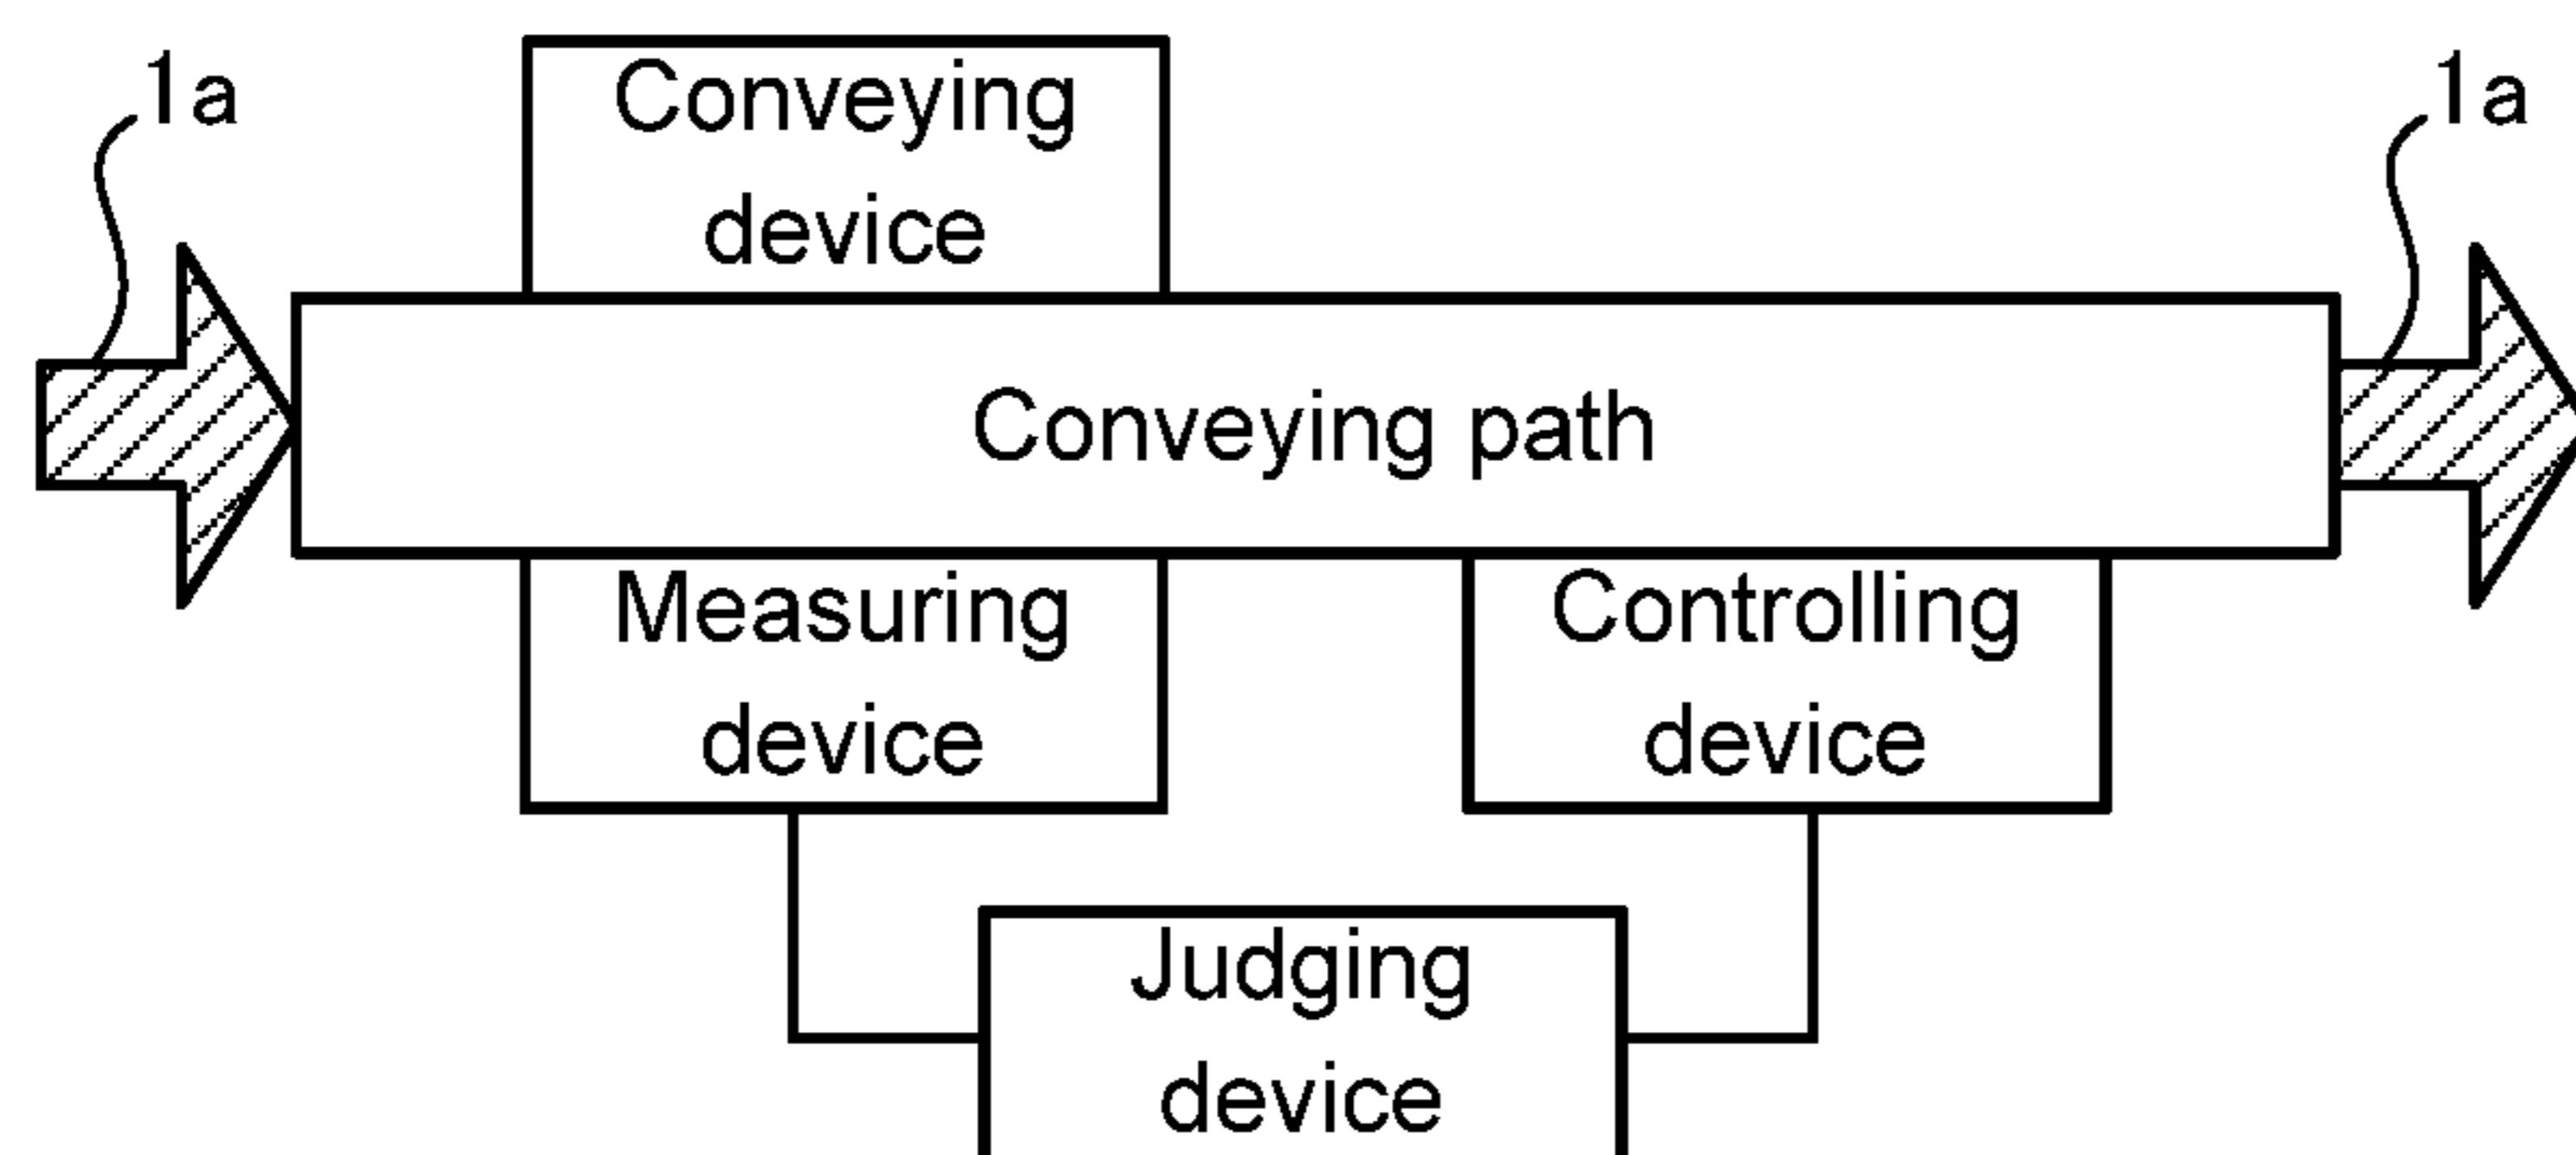 1a
1a
Conveying
device
Conveying path
Measuring
device
Controlling
device
Judging
device